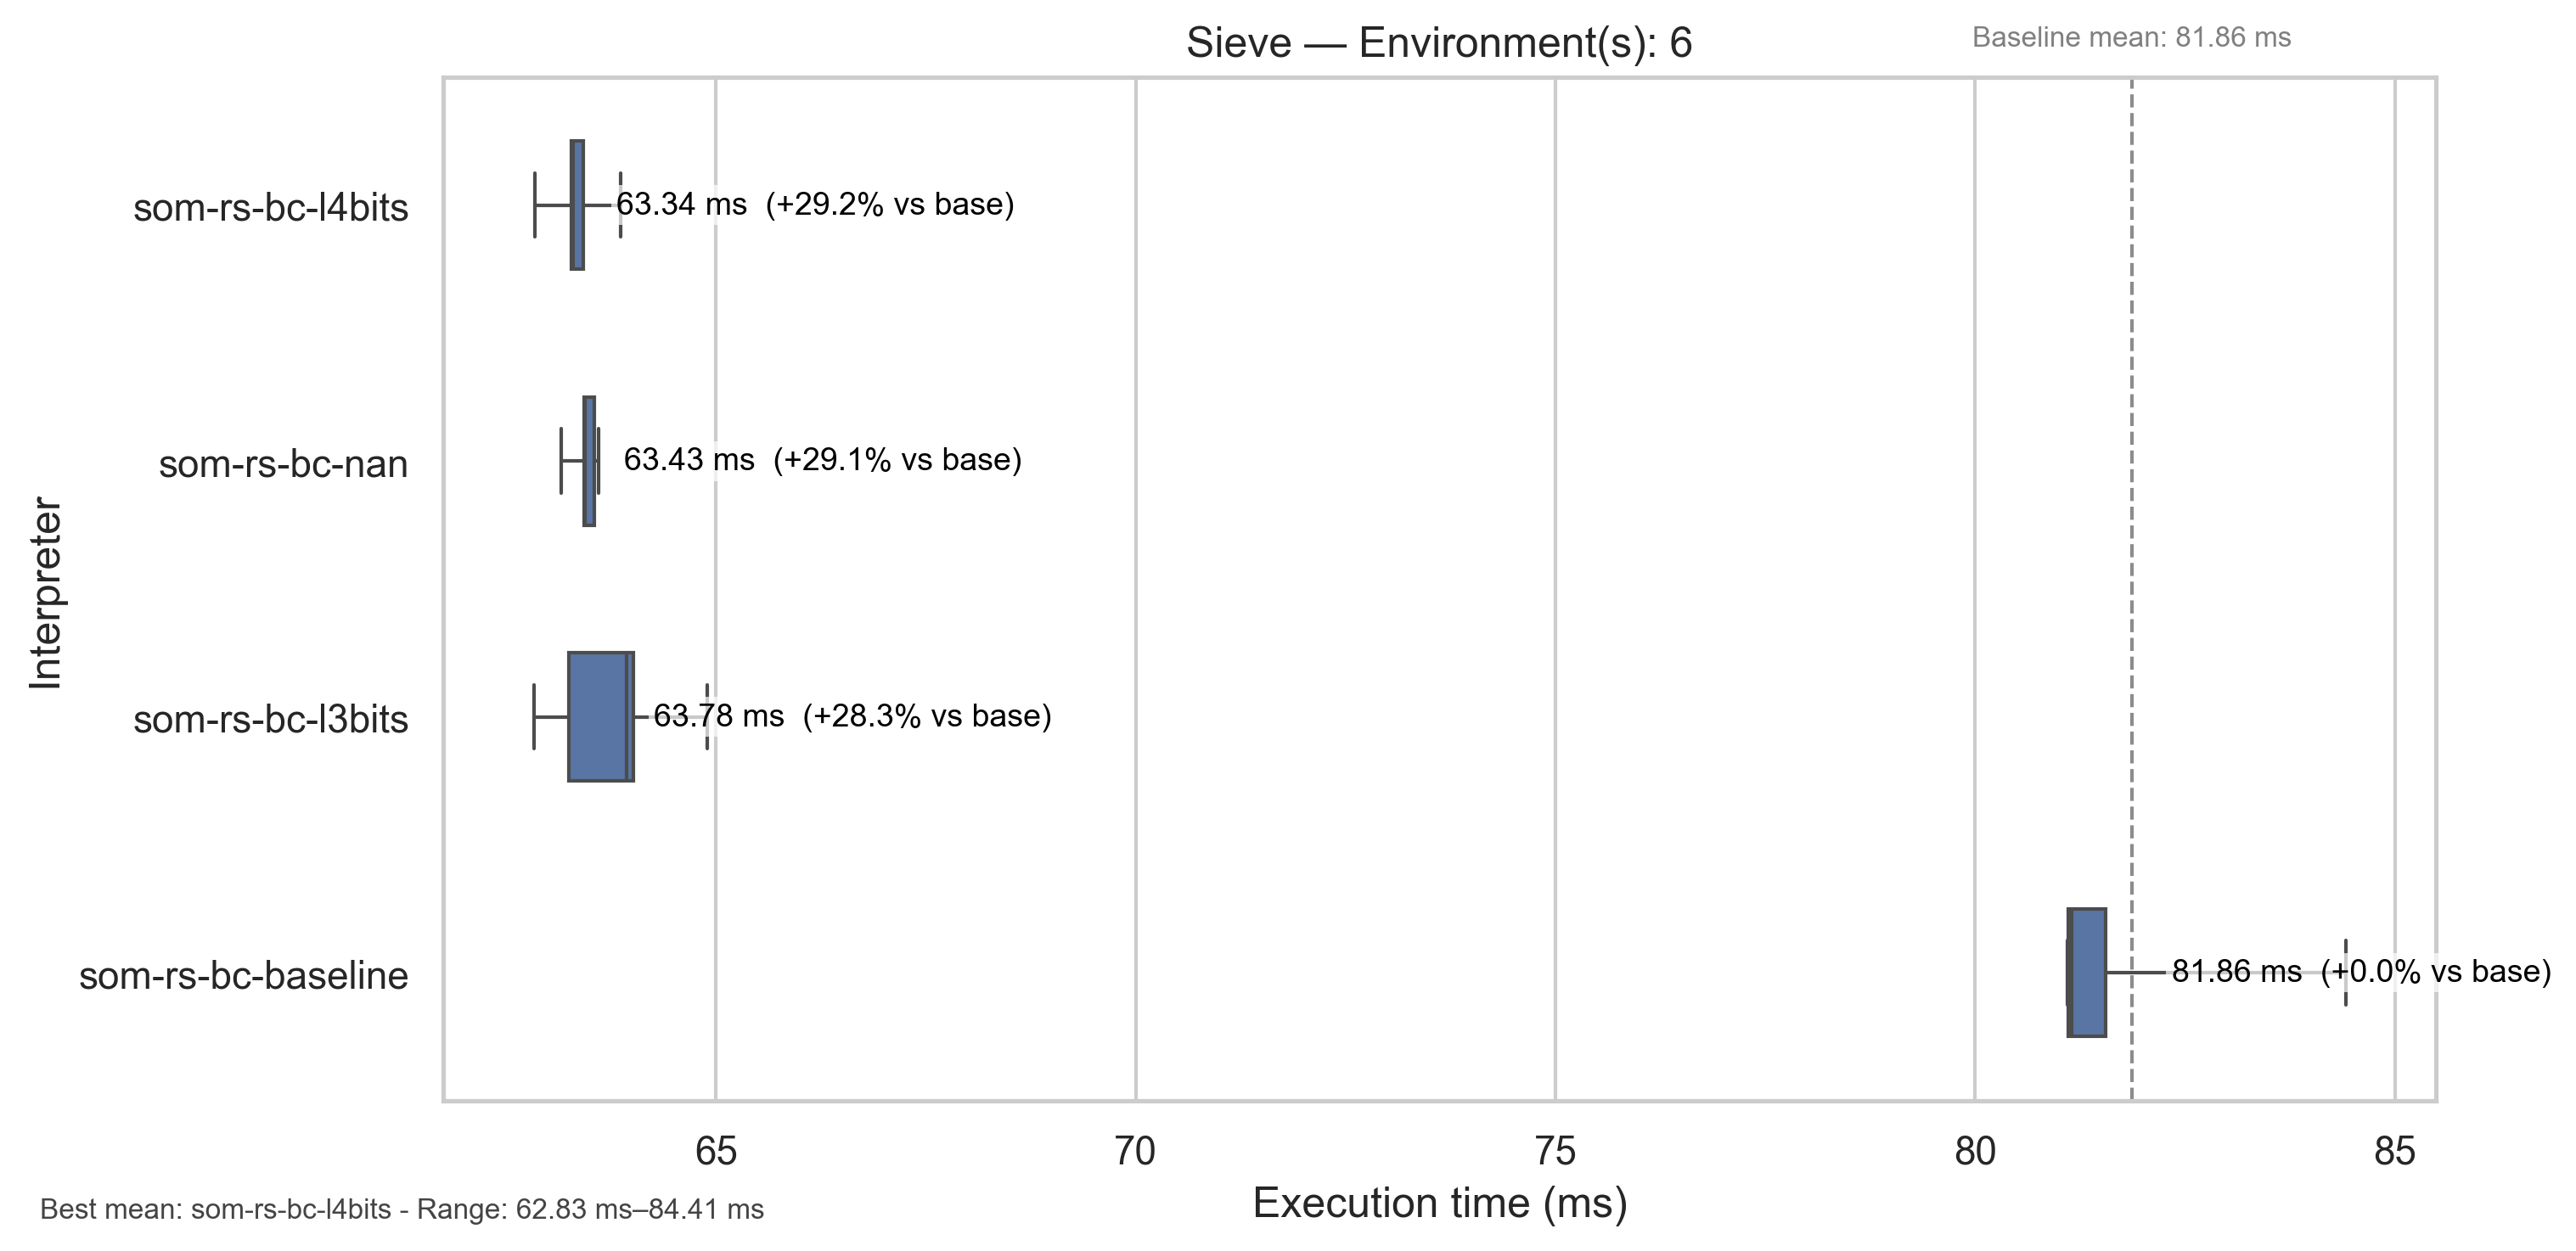 Sieve — Environment(s): 6
Baseline mean: 81.86 ms
Interpreter
som-rs-bc-l4bits
63.34 ms  (+29.2% vs base)
som-rs-bc-nan
63.43 ms  (+29.1% vs base)
som-rs-bc-l3bits
63.78 ms  (+28.3% vs base)
som-rs-bc-baseline
81.86 ms  (+0.0% vs base)
65 70 75 80 85
Execution time (ms)
Best mean: som-rs-bc-l4bits - Range: 62.83 ms–84.41 ms